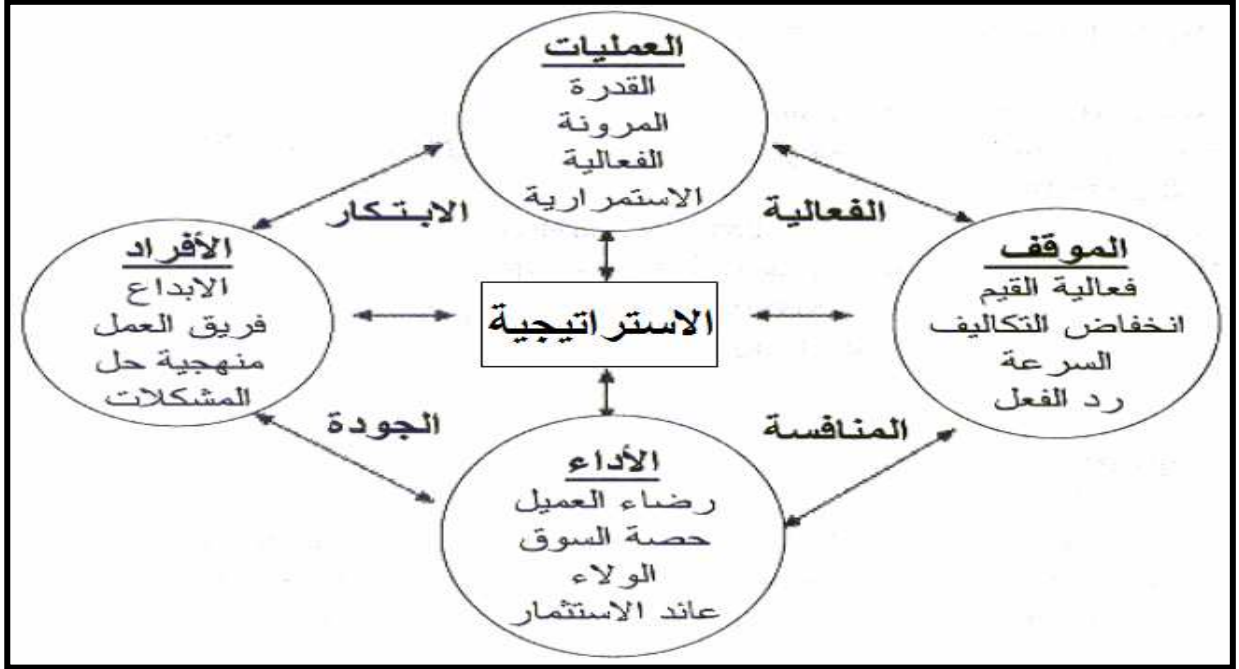 العمليات
القدرة
المرونة
الفعالية
الاستمرارية
الفعالية
الابتكار
الموقف
فعالية القيم
انخفاض التكاليف
السرعة
رد الفعل
الاستراتيجية
الأفراد
الابداع
فريق العمل
منهجية حل
المشكلات
المنافسة
الجودة
الأداء
رضاء العميل
حصة السوق
الولاء
عائد الاستثمار